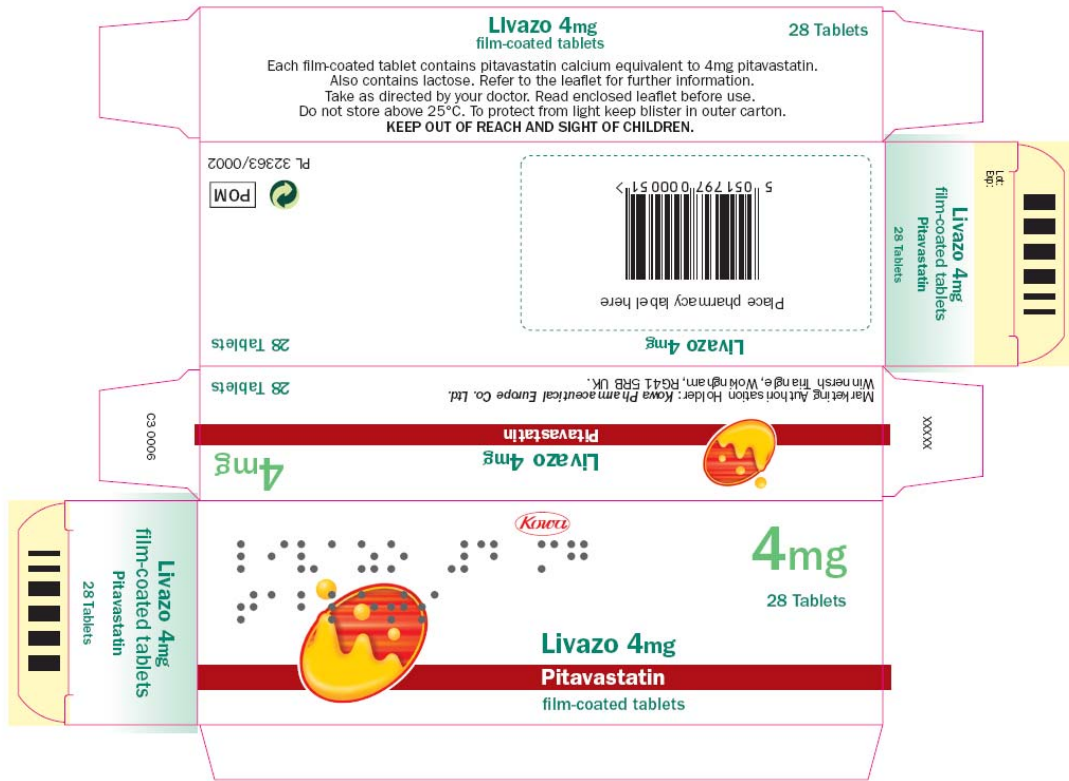 Livazo 4mg
film-coated tablets
28 Tablets
Each film-coated tablet contains pitavastatin calcium equivalent to 4mg pitavastatin.
Also contains lactose. Refer to the leaflet for further information.
Take as directed by your doctor. Read enclosed leaflet before use.
Do not store above 25°C. To protect from light keep blister in outer carton.
KEEP OUT OF REACH AND SIGHT OF CHILDREN.
Livazo 4mg
28 Tablets
Place pharmacy label here
5 051797 000051 >
POM
PL 32363/0002
Lot:
Exp:
Livazo 4mg
film-coated tablets
Pitavastatin
28 Tablets
Livazo 4mg
4mg
Pitavastatin
Marketing Authorisation Holder: Kowa Pharmaceutical Europe Co. Ltd.
Winnersh Triangle, Wokingham, RG41 5RB UK.
28 Tablets
C3 0006
XXXXX
Livazo 4mg
film-coated tablets
Pitavastatin
28 Tablets
Kowa
4mg
28 Tablets
Livazo 4mg
Pitavastatin
film-coated tablets